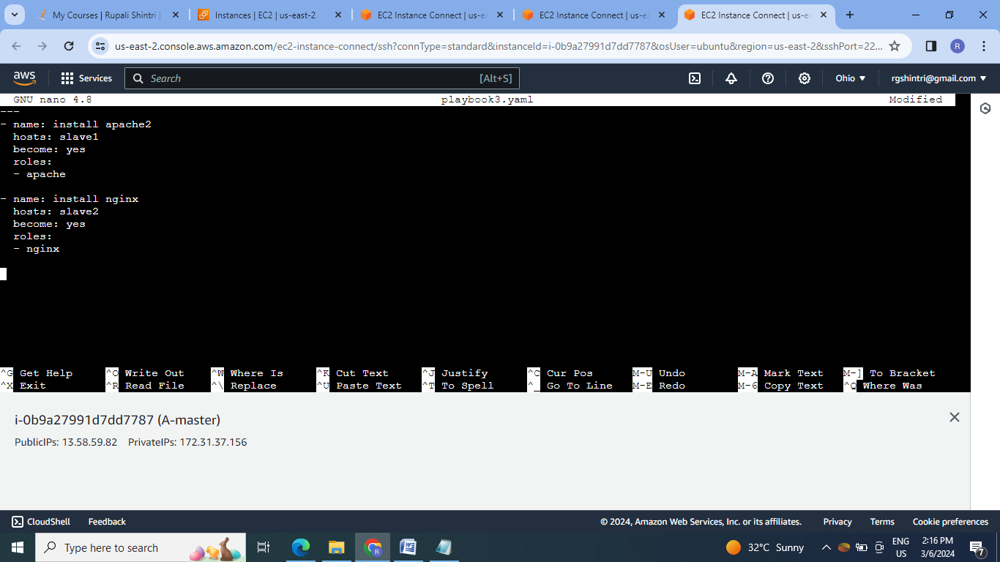 My Courses | Rupali Shintri |
Instances | EC2 | us-east-2
EC2 Instance Connect | us-ea
EC2 Instance Connect | us-ea
EC2 Instance Connect | us-ea
us-east-2.console.aws.amazon.com/ec2-instance-connect/ssh?connType=standard&instanceId=i-0b9a27991d7dd7787&osUser=ubuntu&region=us-east-2&sshPort=22...
R
aws
Services
Search
[Alt+S]
Ohio
rgshintri@gmail.com
GNU nano 4.8 playbook3.yaml Modified
---
- name: install apache2
  hosts: slave1
  become: yes
  roles:
  - apache

- name: install nginx
  hosts: slave2
  become: yes
  roles:
  - nginx
^G Get Help ^O Write Out ^W Where Is ^K Cut Text ^J Justify ^C Cur Pos M-U Undo M-A Mark Text M-] To Bracket
^X Exit ^R Read File ^\ Replace ^U Paste Text ^T To Spell ^_ Go To Line M-E Redo M-6 Copy Text ^Q Where Was
i-0b9a27991d7dd7787 (A-master)
PublicIPs: 13.58.59.82 PrivateIPs: 172.31.37.156
CloudShell Feedback © 2024, Amazon Web Services, Inc. or its affiliates. Privacy Terms Cookie preferences
Type here to search
32°C Sunny
ENG
US
2:16 PM
3/6/2024
7